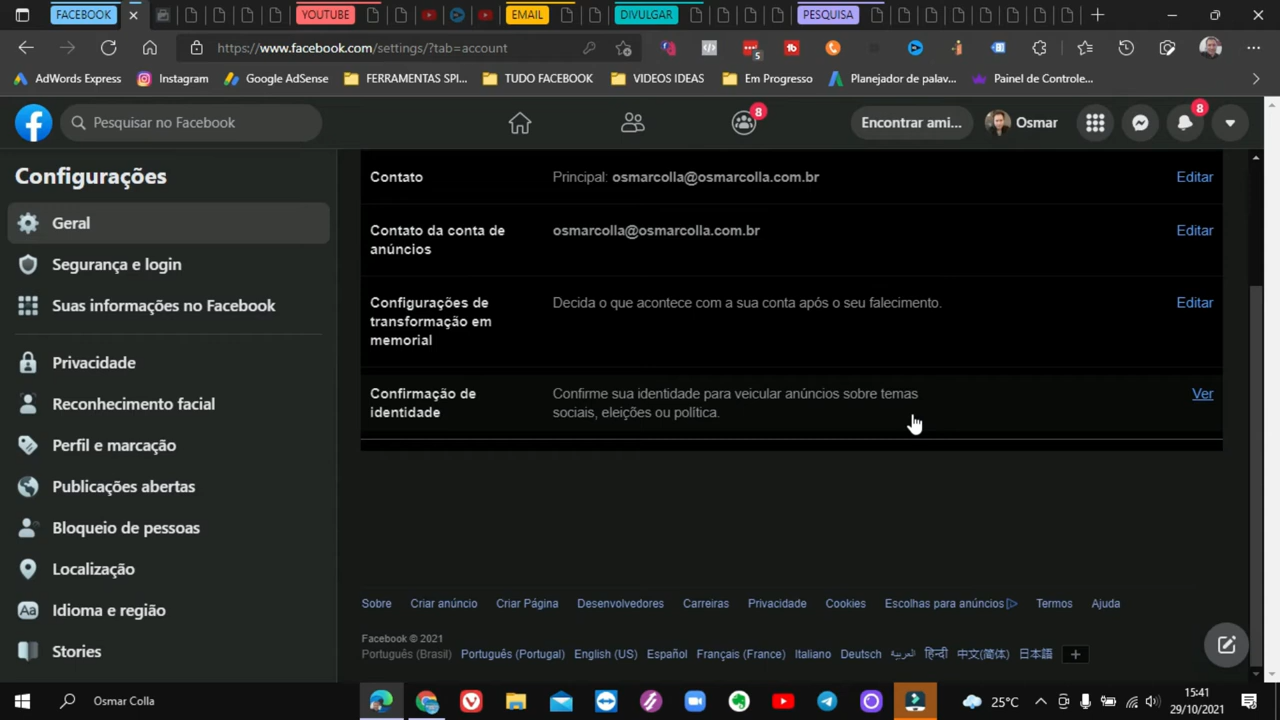 FACEBOOK
YOUTUBE
EMAIL
DIVULGAR
PESQUISA
https://www.facebook.com/settings/?tab=account
5
AdWords Express
Instagram
Google AdSense
FERRAMENTAS SPI...
TUDO FACEBOOK
VIDEOS IDEAS
Em Progresso
Planejador de palav...
Painel de Controle...
Pesquisar no Facebook
8
Encontrar ami...
Osmar
8
Configurações
Geral
Segurança e login
Suas informações no Facebook
Privacidade
Reconhecimento facial
Perfil e marcação
Publicações abertas
Bloqueio de pessoas
Localização
Aa Idioma e região
Stories
Contato
Principal: osmarcolla@osmarcolla.com.br
Editar
Contato da conta de
anúncios
osmarcolla@osmarcolla.com.br
Editar
Configurações de
transformação em
memorial
Decida o que acontece com a sua conta após o seu falecimento.
Editar
Confirmação de
identidade
Confirme sua identidade para veicular anúncios sobre temas
sociais, eleições ou política.
Ver
Sobre Criar anúncio Criar Página Desenvolvedores Carreiras Privacidade Cookies Escolhas para anúncios Termos Ajuda
Facebook © 2021
Português (Brasil) Português (Portugal) English (US) Español Français (France) Italiano Deutsch العربية हिन्दी 中文(简体) 日本語 +
Osmar Colla
25°C
15:41
29/10/2021